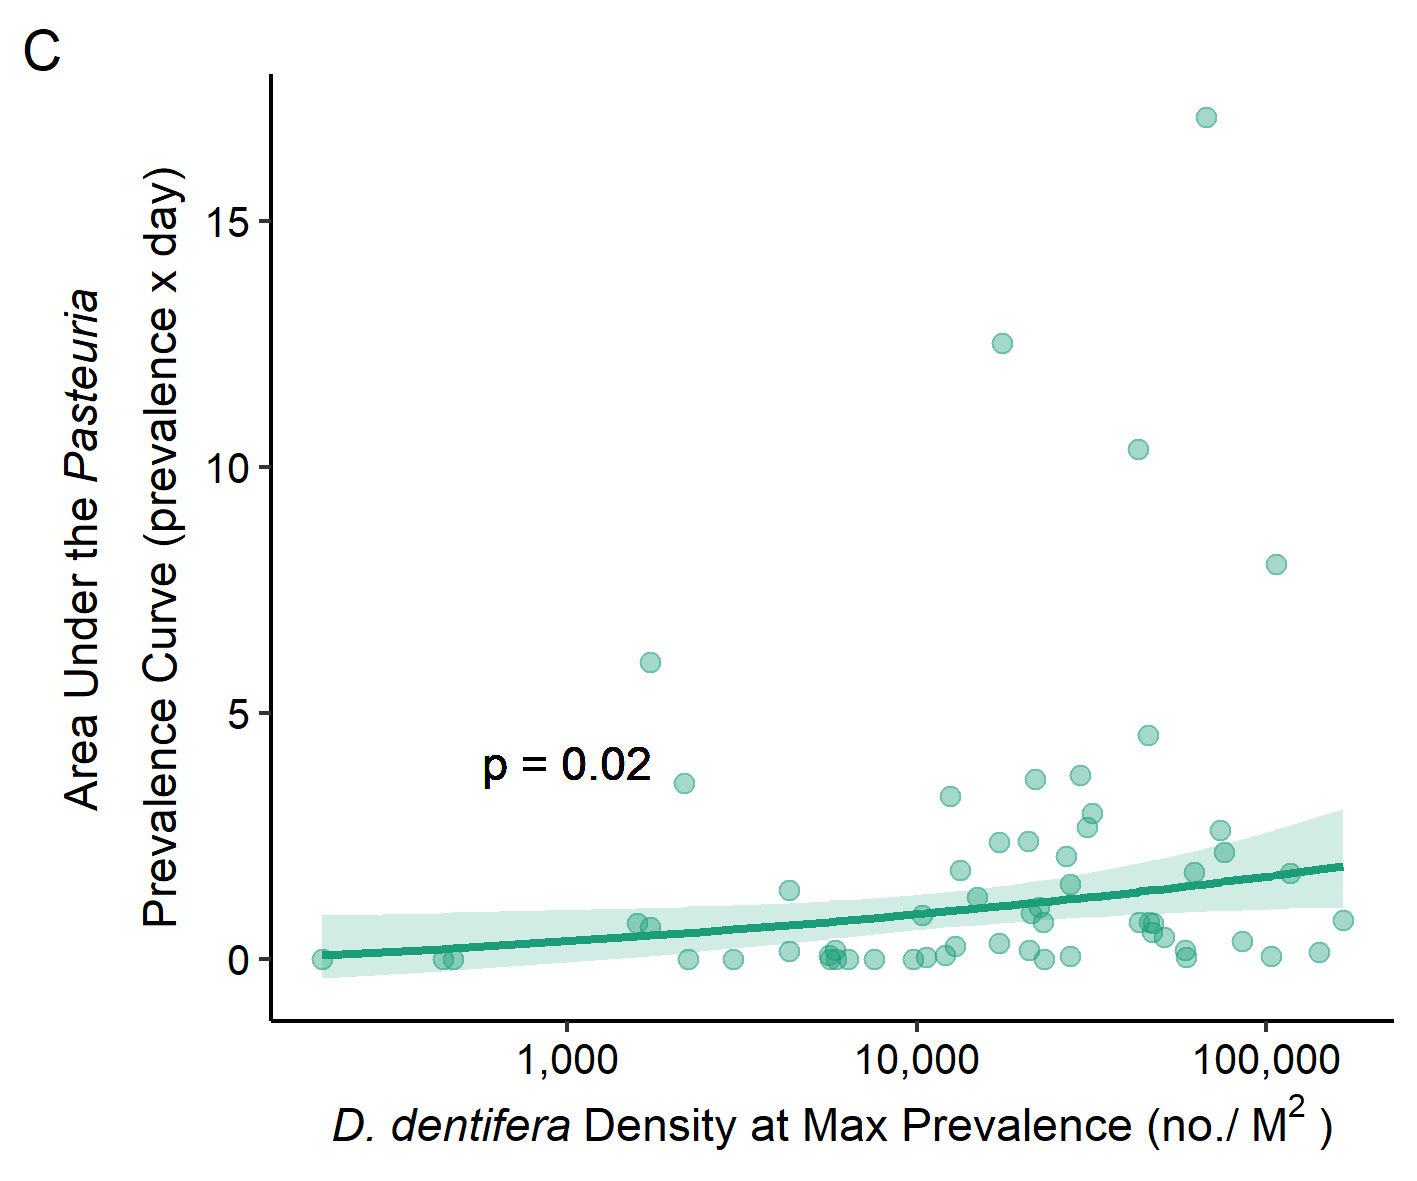 C
Area Under the Pasteuria
Prevalence Curve (prevalence x day)
15
10
5
0
p = 0.02
1,000
10,000
100,000
D. dentifera Density at Max Prevalence (no./ M² )